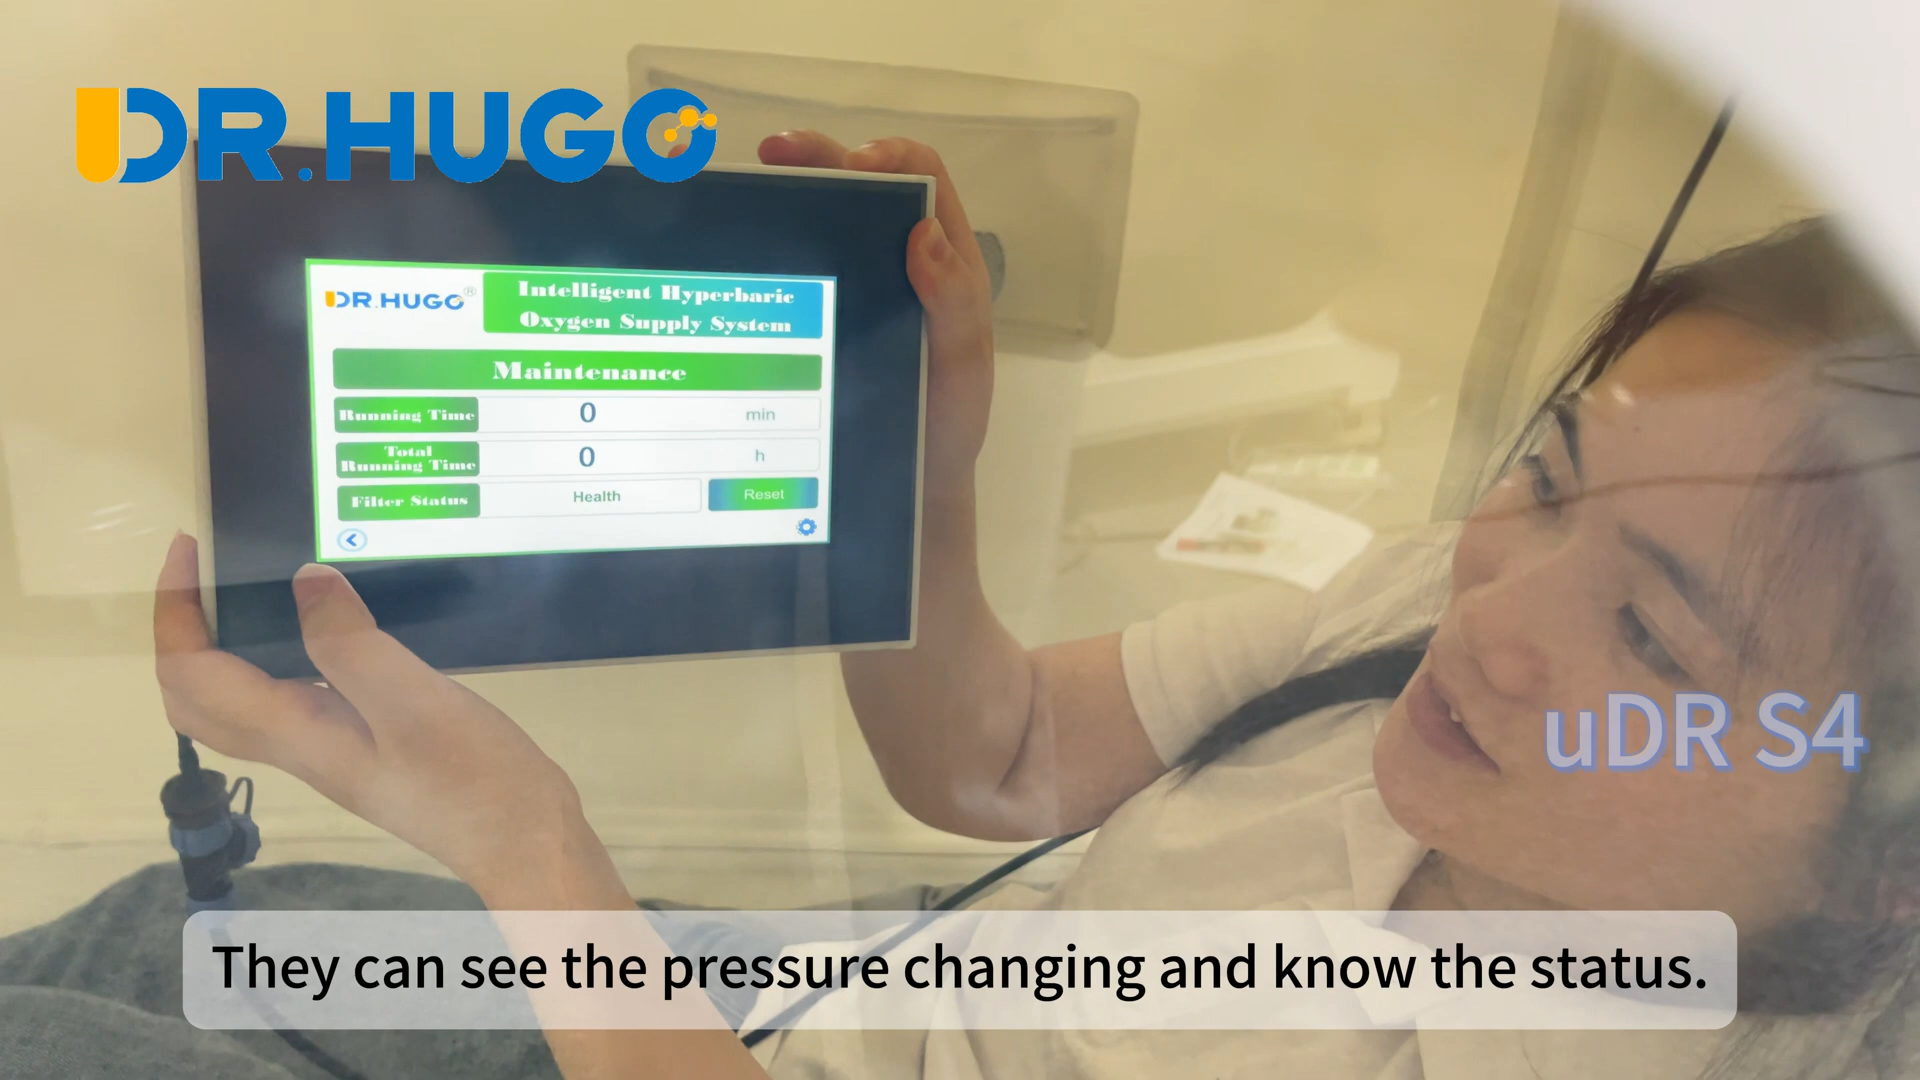 DR.HUGO
DR.HUGO®
Intelligent Hyperbaric
Oxygen Supply System
Maintenance
Running Time 0 min
Total
Running Time 0 h
Filter Status Health Reset
uDR S4
They can see the pressure changing and know the status.